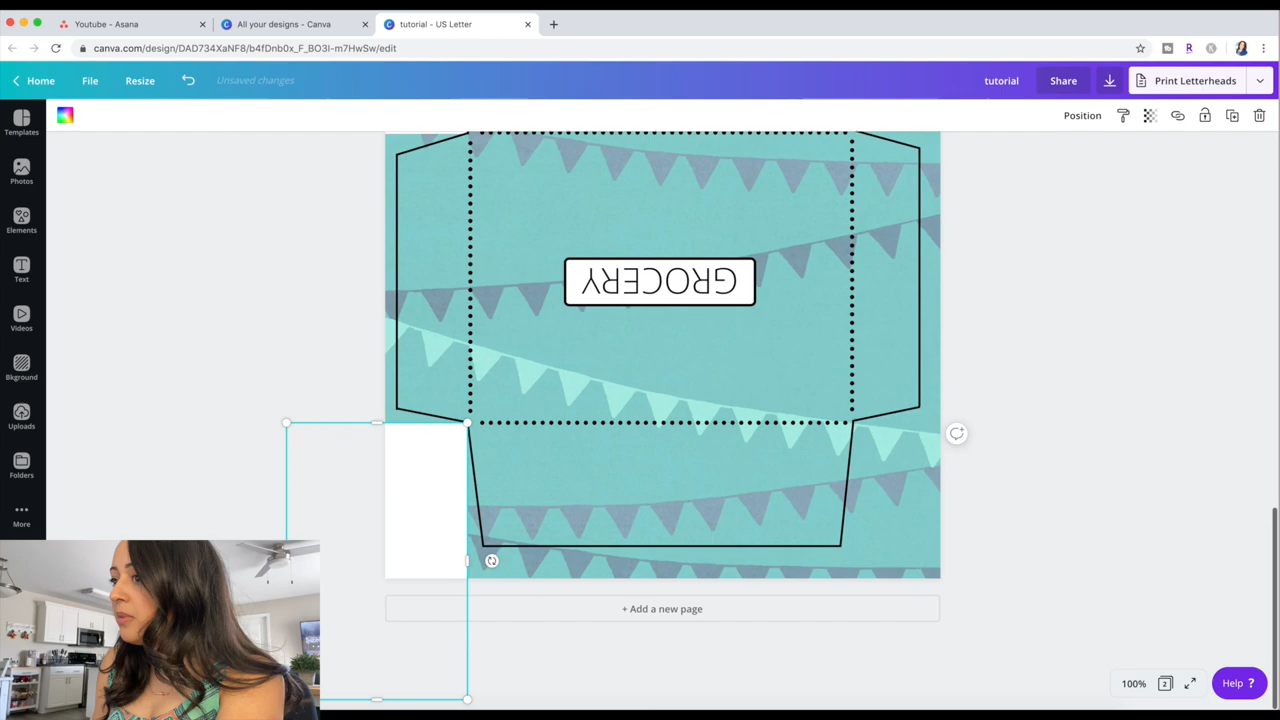 Youtube - Asana
All your designs - Canva
tutorial - US Letter
canva.com/design/DAD734XaNF8/b4fDnb0x_F_BO3I-m7HwSw/edit
Home
File
Resize
Unsaved changes
tutorial
Share
Print Letterheads
Position
Templates
Photos
Elements
Text
Videos
Bkground
Uploads
Folders
More
GROCERY
+ Add a new page
100%
2
Help ?